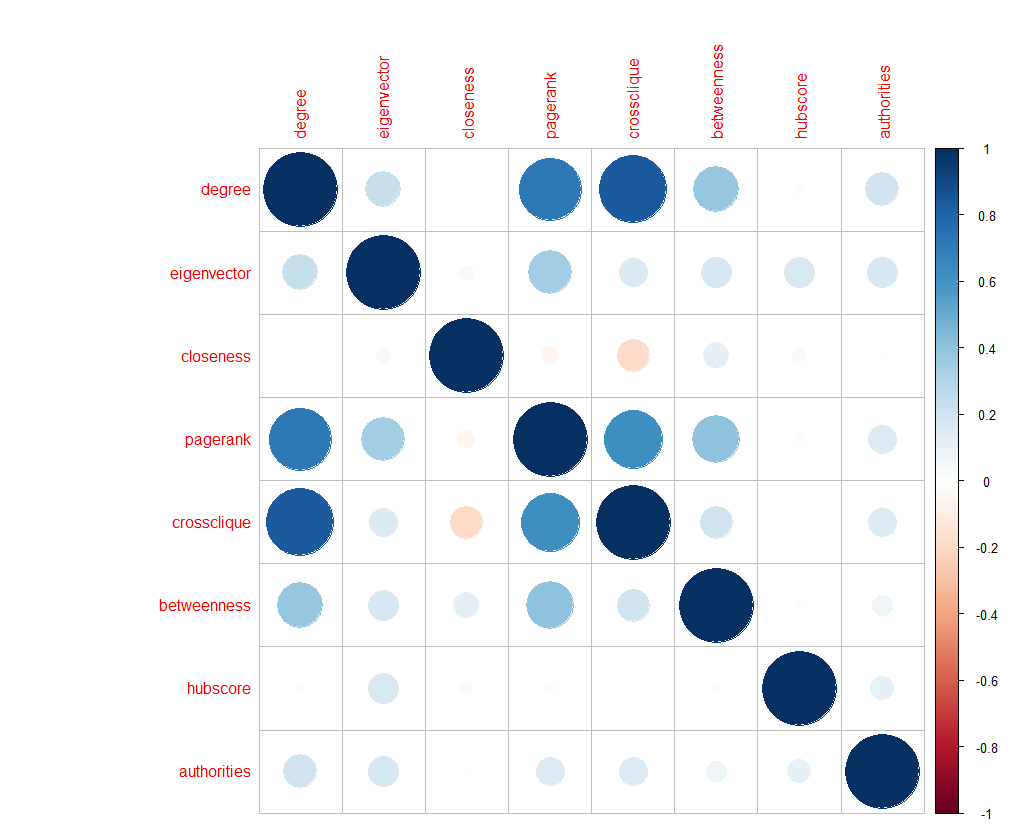 degree
eigenvector
closeness
pagerank
crossclique
betweenness
hubscore
authorities
degree
eigenvector
closeness
pagerank
crossclique
betweenness
hubscore
authorities
1
0.8
0.6
0.4
0.2
0
-0.2
-0.4
-0.6
-0.8
-1